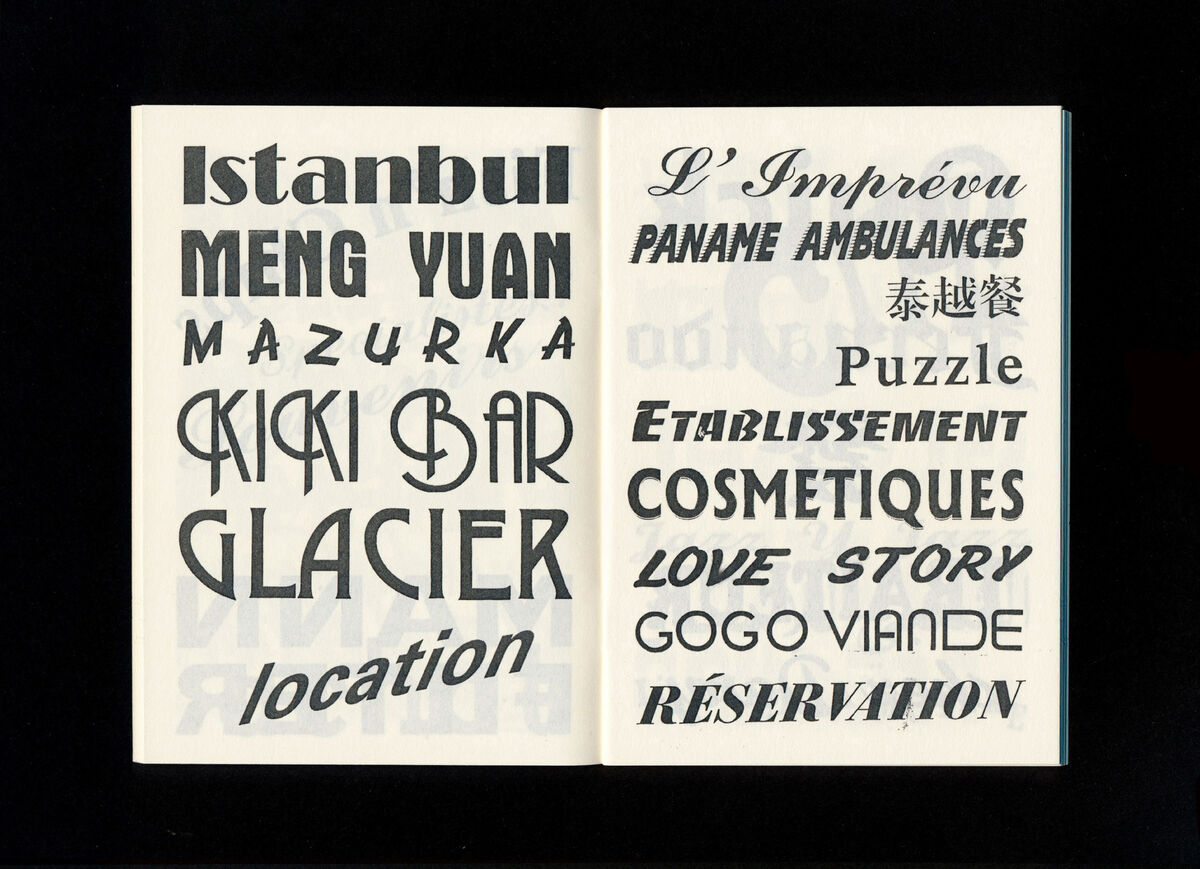 Istanbul
MENG YUAN
MAZURKA
KIKI BAR
GLACIER
location
L'Imprévu
PANAME AMBULANCES
泰越餐
Puzzle
ETABLISSEMENT
COSMETIQUES
LOVE STORY
GOGO VIANDE
RÉSERVATION